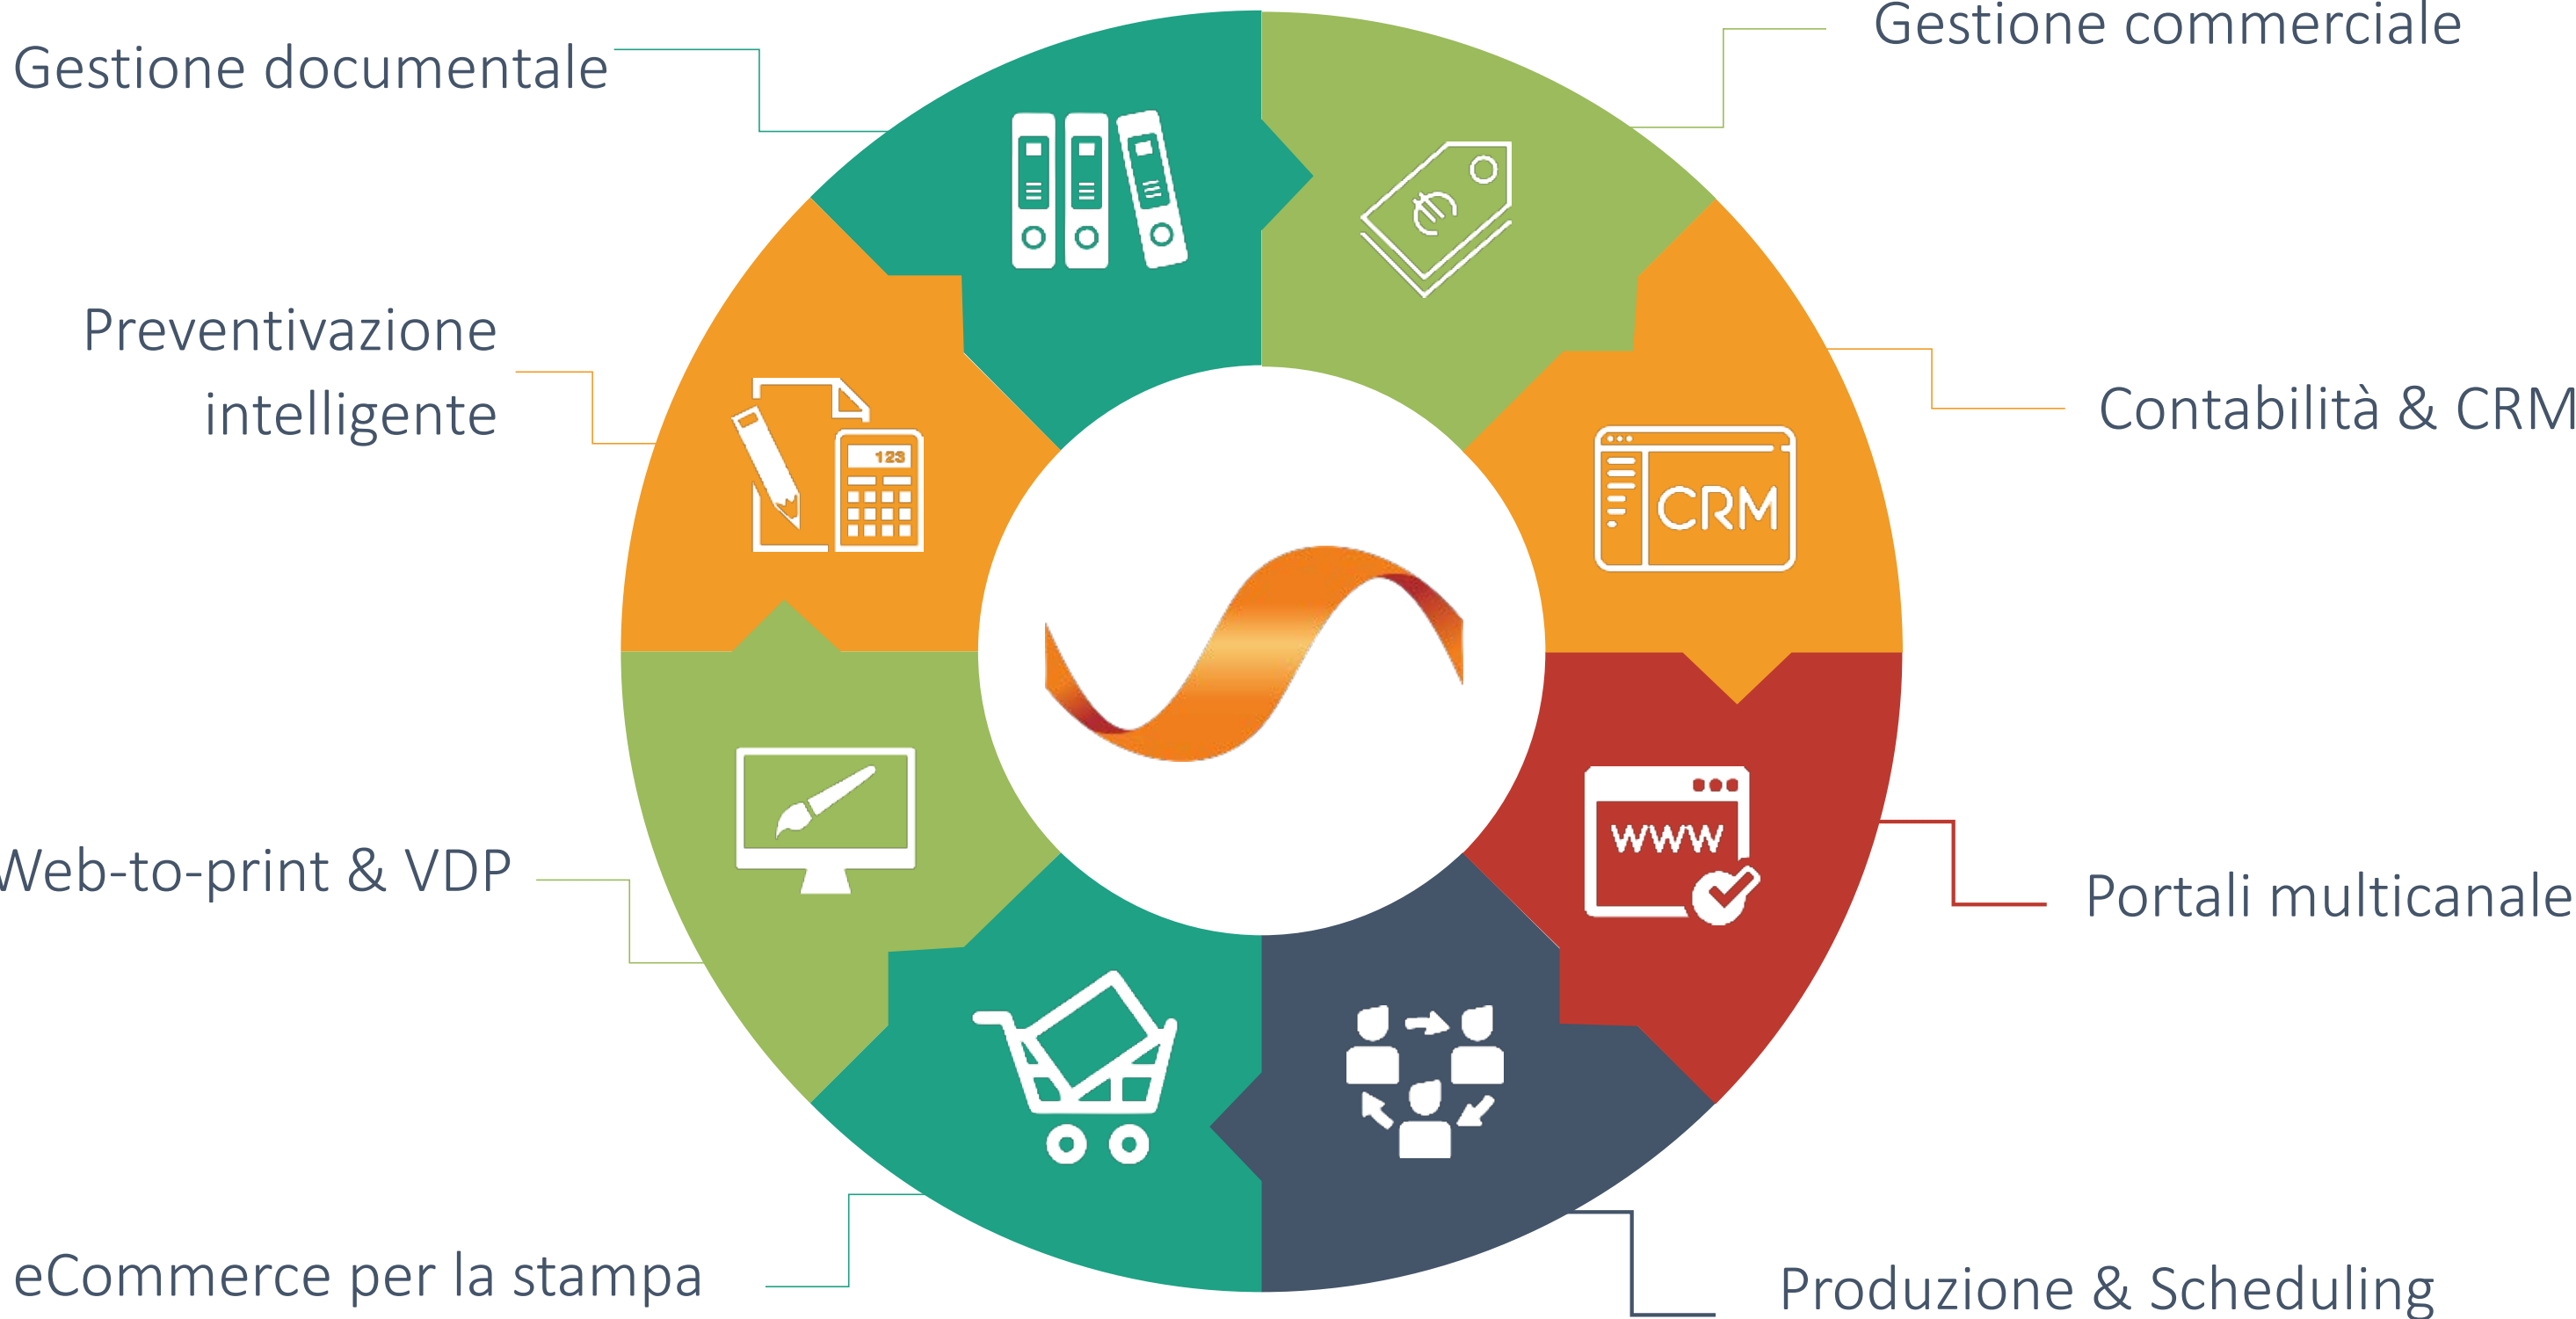 Gestione documentale
Gestione commerciale
Preventivazione
intelligente
Contabilità & CRM
123
CRM
Web-to-print & VDP
www
Portali multicanale
eCommerce per la stampa
Produzione & Scheduling